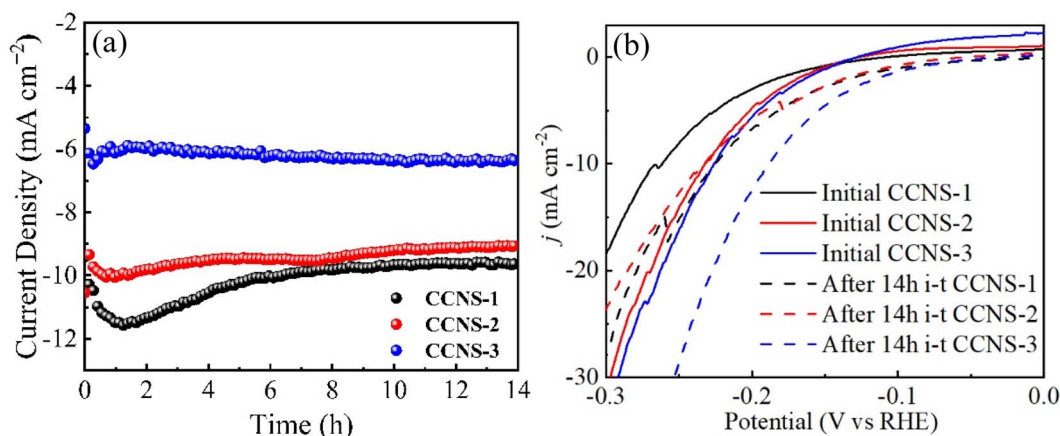 (a)
Current Density (mA cm⁻²)
-2
-4
-6
-8
-10
-12
0 2 4 6 8 10 12 14
Time (h)
CCNS-1
CCNS-2
CCNS-3
(b)
j (mA cm⁻²)
0
-10
-20
-30
-0.3 -0.2 -0.1 0.0
Potential (V vs RHE)
Initial CCNS-1
Initial CCNS-2
Initial CCNS-3
After 14h i-t CCNS-1
After 14h i-t CCNS-2
After 14h i-t CCNS-3